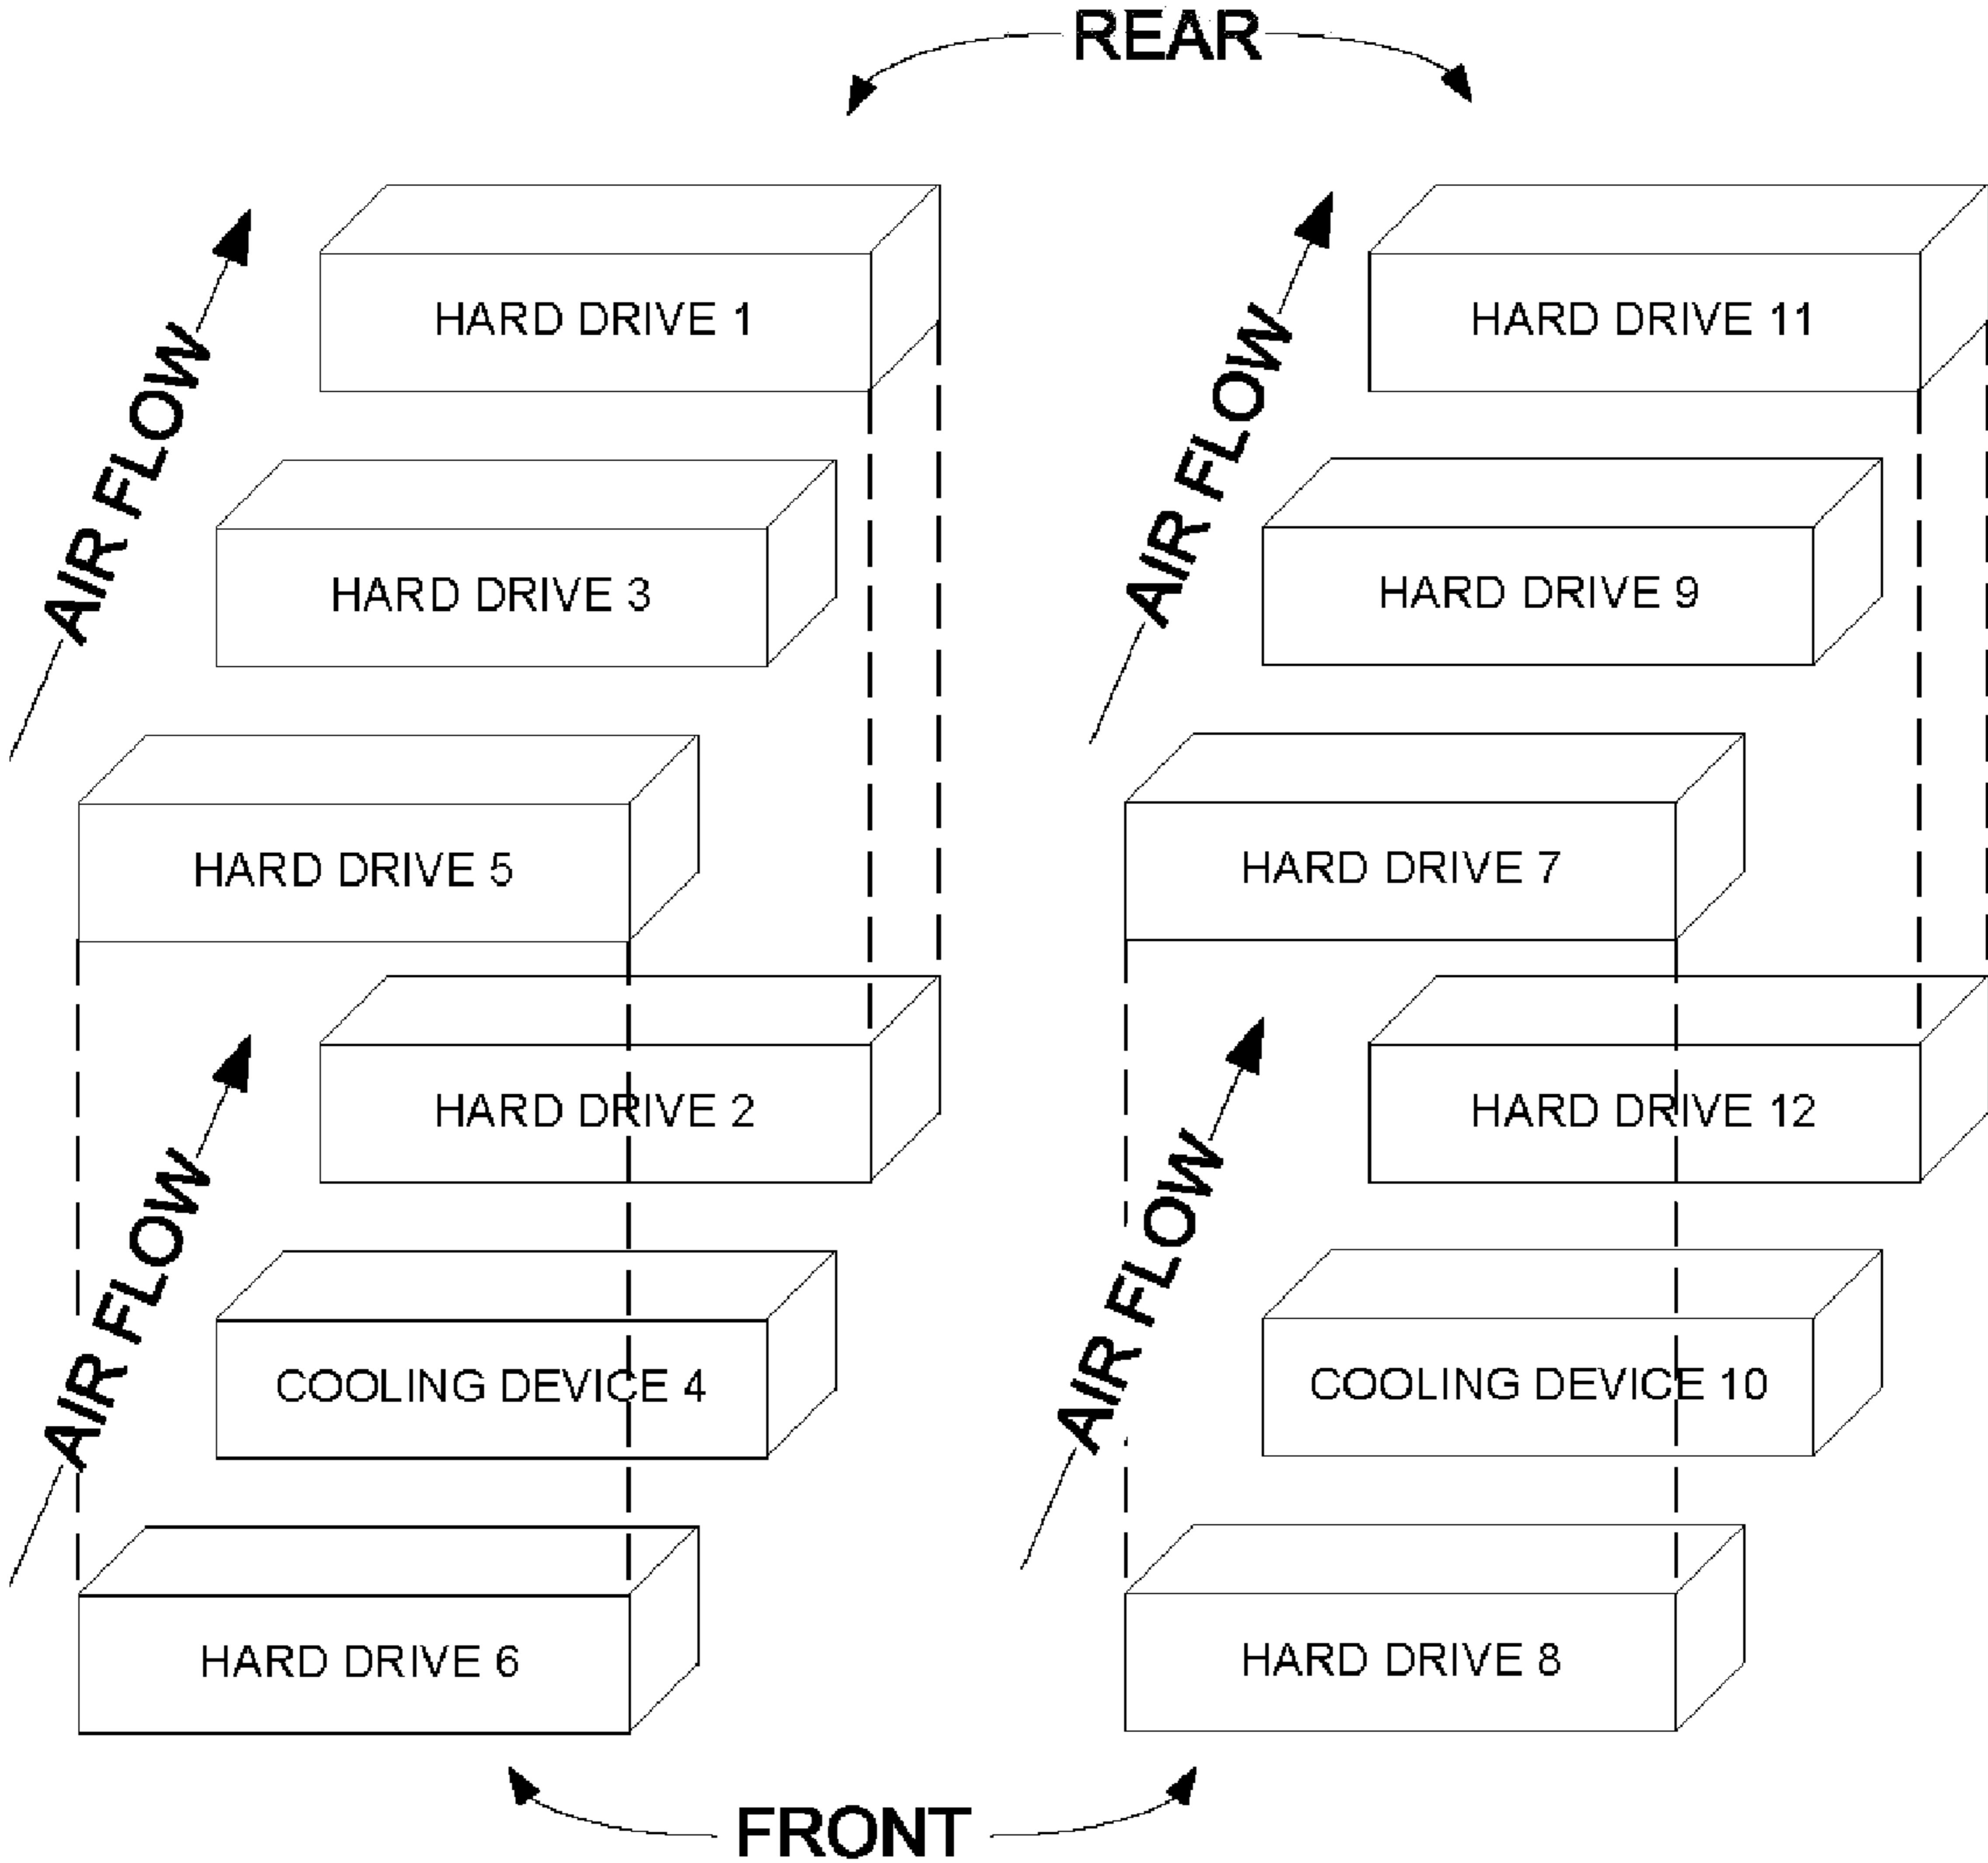 REAR
AIR FLOW
HARD DRIVE 1
AIR FLOW
HARD DRIVE 11
HARD DRIVE 3
HARD DRIVE 9
HARD DRIVE 5
HARD DRIVE 7
AIR FLOW
HARD DRIVE 2
AIR FLOW
HARD DRIVE 12
COOLING DEVICE 4
COOLING DEVICE 10
HARD DRIVE 6
HARD DRIVE 8
FRONT